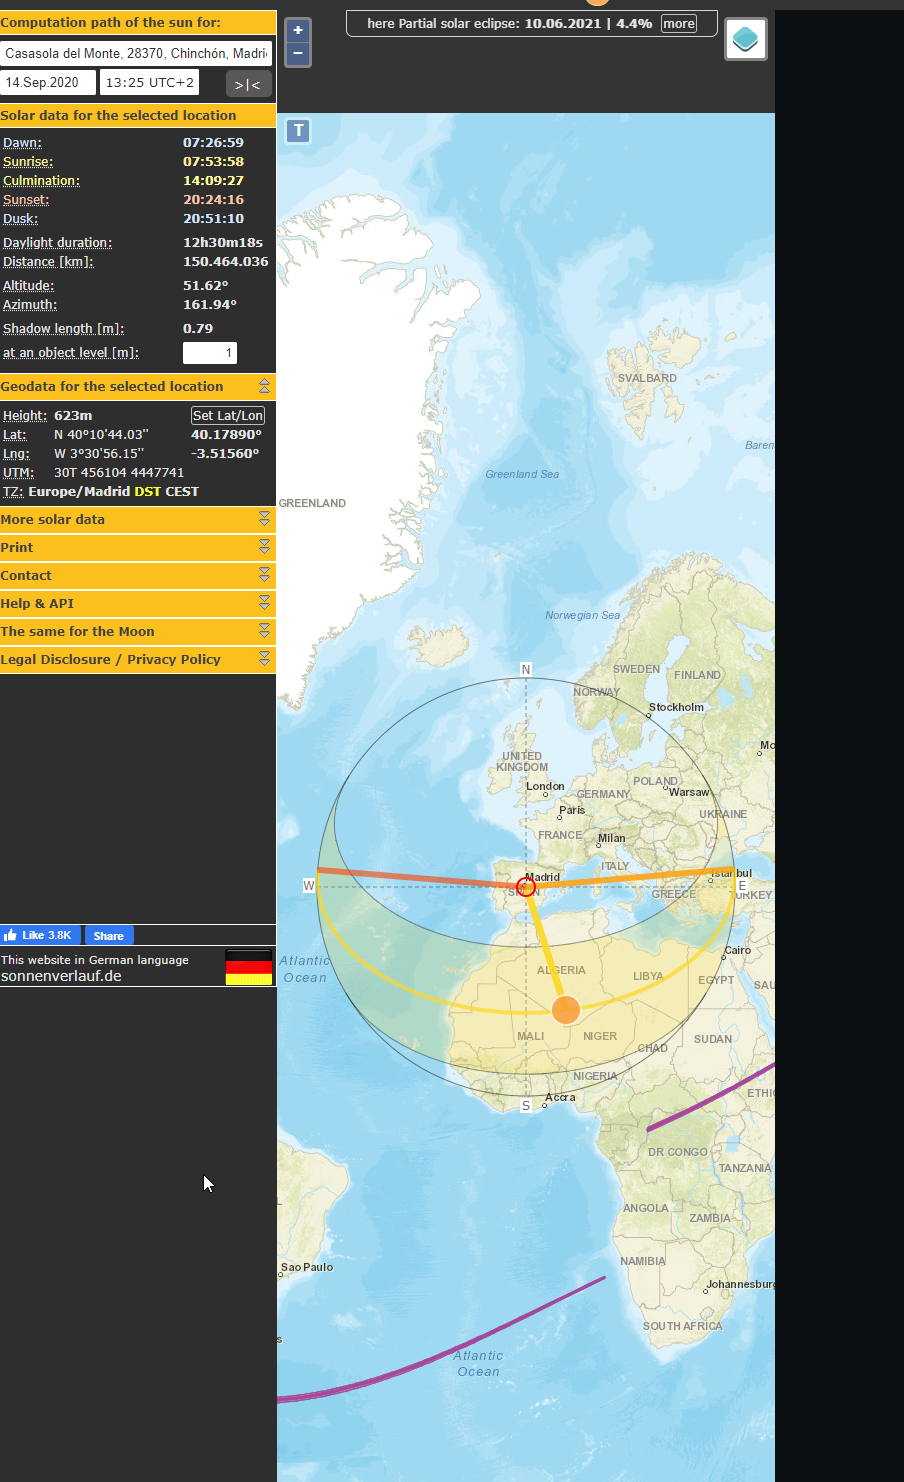 Computation path of the sun for:
Casasola del Monte, 28370, Chinchón, Madri
14.Sep.2020 13:25 UTC+2 >|<
Solar data for the selected location
Dawn: 07:26:59
Sunrise: 07:53:58
Culmination: 14:09:27
Sunset: 20:24:16
Dusk: 20:51:10
Daylight duration: 12h30m18s
Distance [km]: 150.464.036
Altitude: 51.62°
Azimuth: 161.94°
Shadow length [m]: 0.79
at an object level [m]: 1
Geodata for the selected location
Height: 623m Set Lat/Lon
Lat: N 40°10'44.03'' 40.17890°
Lng: W 3°30'56.15'' -3.51560°
UTM: 30T 456104 4447741
TZ: Europe/Madrid DST CEST
More solar data
Print
Contact
Help & API
The same for the Moon
Legal Disclosure / Privacy Policy
Like 3.8K Share
This website in German language
sonnenverlauf.de
+
−
here Partial solar eclipse: 10.06.2021 | 4.4% more
T
SVALBARD
Baren
Greenland Sea
GREENLAND
Norwegian Sea
N
SWEDEN
FINLAND
NORWAY
Stockholm
Mo
UNITED
KINGDOM
London
POLAND
Warsaw
GERMANY
Paris
UKRAINE
FRANCE
Milan
ITALY
Madrid
Istanbul
W
E
SPAIN
GREECE
TURKEY
Cairo
Atlantic
Ocean
ALGERIA
LIBYA
EGYPT
SAU
MALI
NIGER
SUDAN
CHAD
NIGERIA
ETHIO
S
Accra
DR CONGO
TANZANIA
ANGOLA
ZAMBIA
NAMIBIA
Sao Paulo
Johannesburg
SOUTH AFRICA
s
Atlantic
Ocean